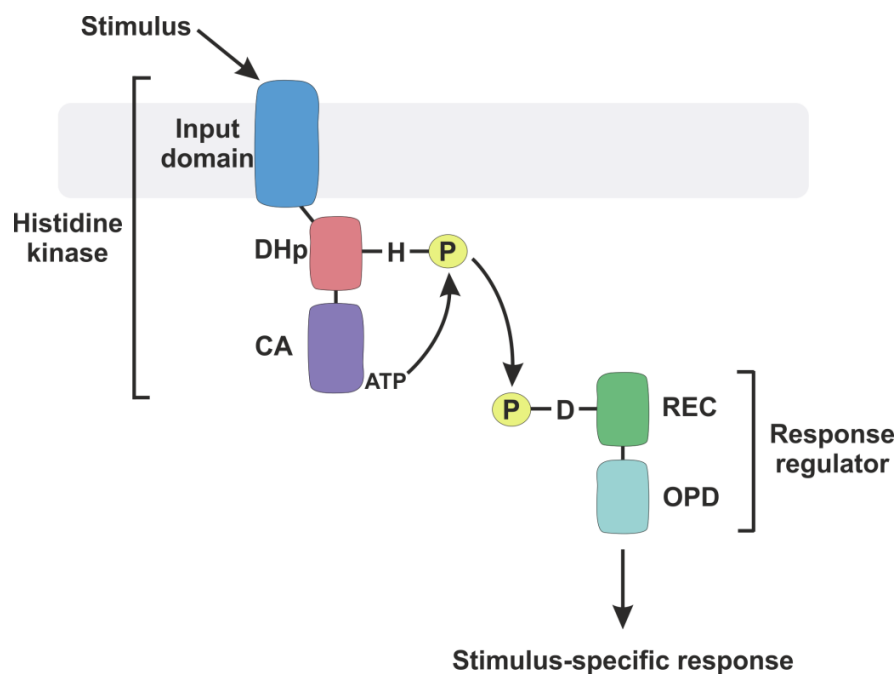 Stimulus
Input
domain
Histidine
kinase
DHp
H
P
CA
ATP
P
D
REC
Response
regulator
OPD
Stimulus-specific response